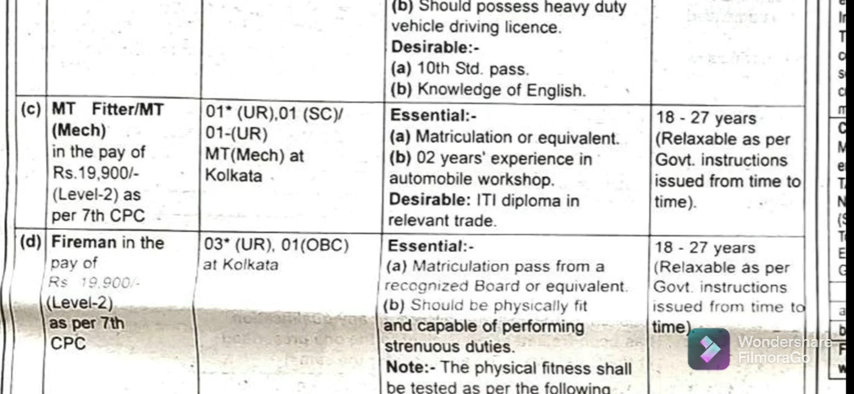 (b) Should possess heavy duty
vehicle driving licence.
Desirable:-
(a) 10th Std. pass.
(b) Knowledge of English.
(c) MT Fitter/MT
(Mech)
in the pay of
Rs.19,900/-
(Level-2) as
per 7th CPC
01* (UR),01 (SC)/
01-(UR)
MT(Mech) at
Kolkata
Essential:-
(a) Matriculation or equivalent.
(b) 02 years' experience in
automobile workshop.
Desirable: ITI diploma in
relevant trade.
18 - 27 years
(Relaxable as per
Govt. instructions
issued from time to
time).
(d) Fireman in the
pay of
Rs 19,900/-
(Level-2)
as per 7th
CPC
03* (UR), 01(OBC)
at Kolkata
Essential:-
(a) Matriculation pass from a
recognized Board or equivalent.
(b) Should be physically fit
and capable of performing
strenuous duties.
Note:- The physical fitness shall
be tested as per the following
18 - 27 years
(Relaxable as per
Govt. instructions
issued from time to
time)
Wondershare
FilmoraGo